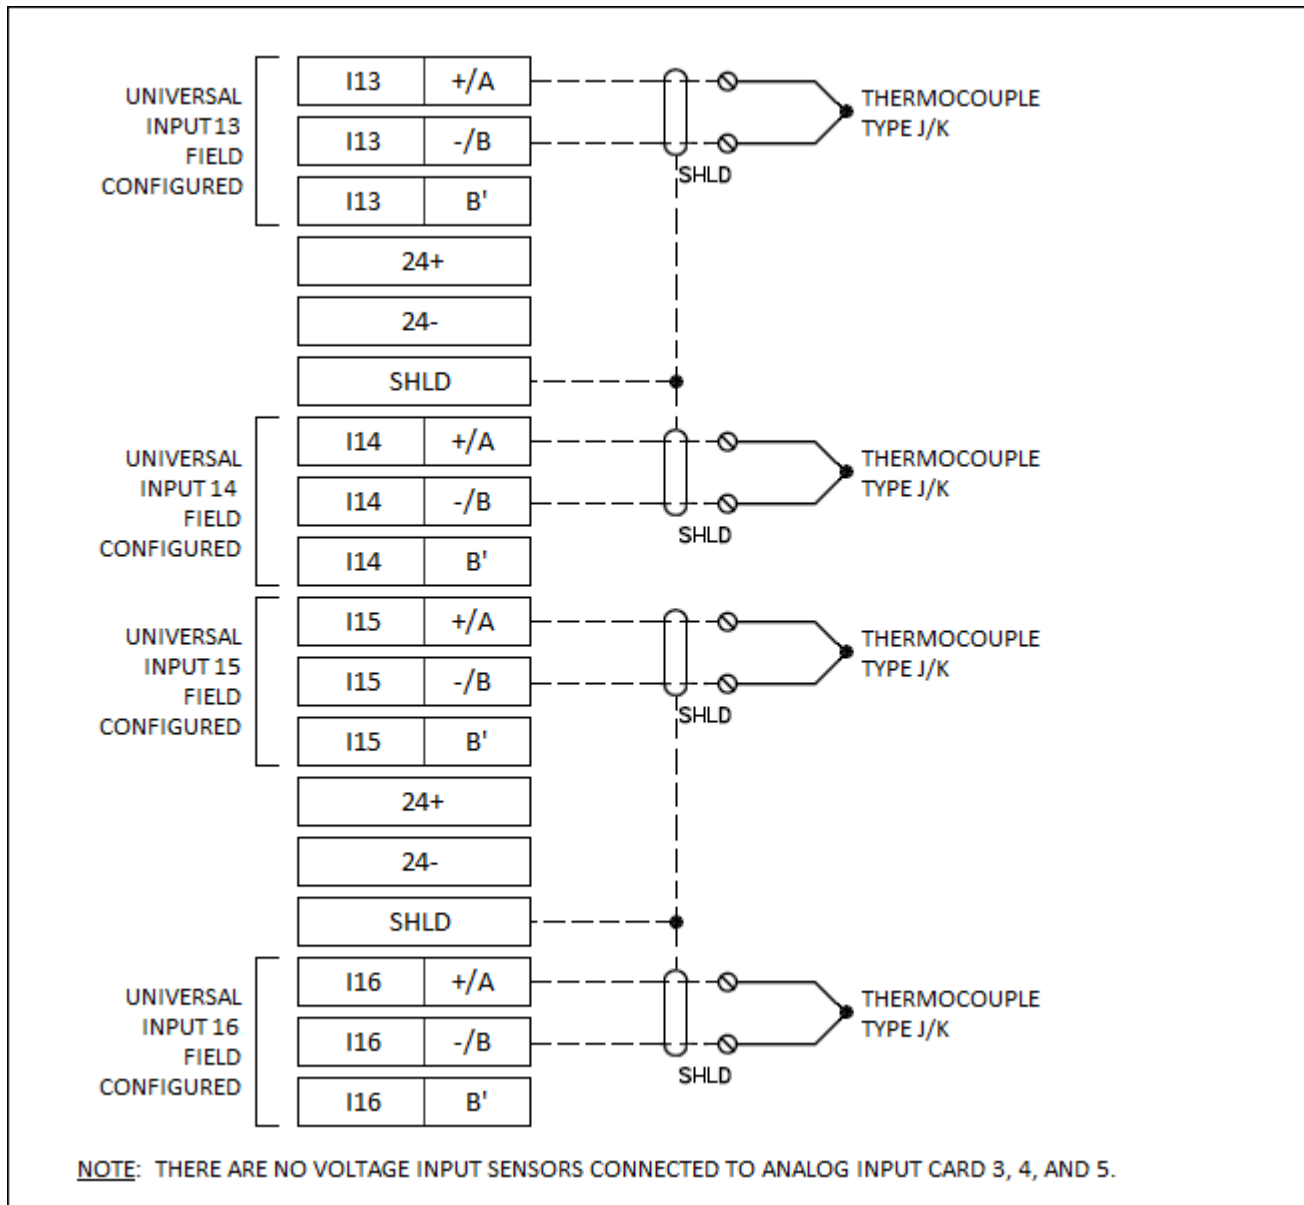 UNIVERSAL
INPUT 13
FIELD
CONFIGURED
I13 +/A
I13 -/B
I13 B'
24+
24-
SHLD
SHLD
THERMOCOUPLE
TYPE J/K
UNIVERSAL
INPUT 14
FIELD
CONFIGURED
I14 +/A
I14 -/B
I14 B'
SHLD
THERMOCOUPLE
TYPE J/K
UNIVERSAL
INPUT 15
FIELD
CONFIGURED
I15 +/A
I15 -/B
I15 B'
24+
24-
SHLD
SHLD
THERMOCOUPLE
TYPE J/K
UNIVERSAL
INPUT 16
FIELD
CONFIGURED
I16 +/A
I16 -/B
I16 B'
SHLD
THERMOCOUPLE
TYPE J/K
NOTE: THERE ARE NO VOLTAGE INPUT SENSORS CONNECTED TO ANALOG INPUT CARD 3, 4, AND 5.